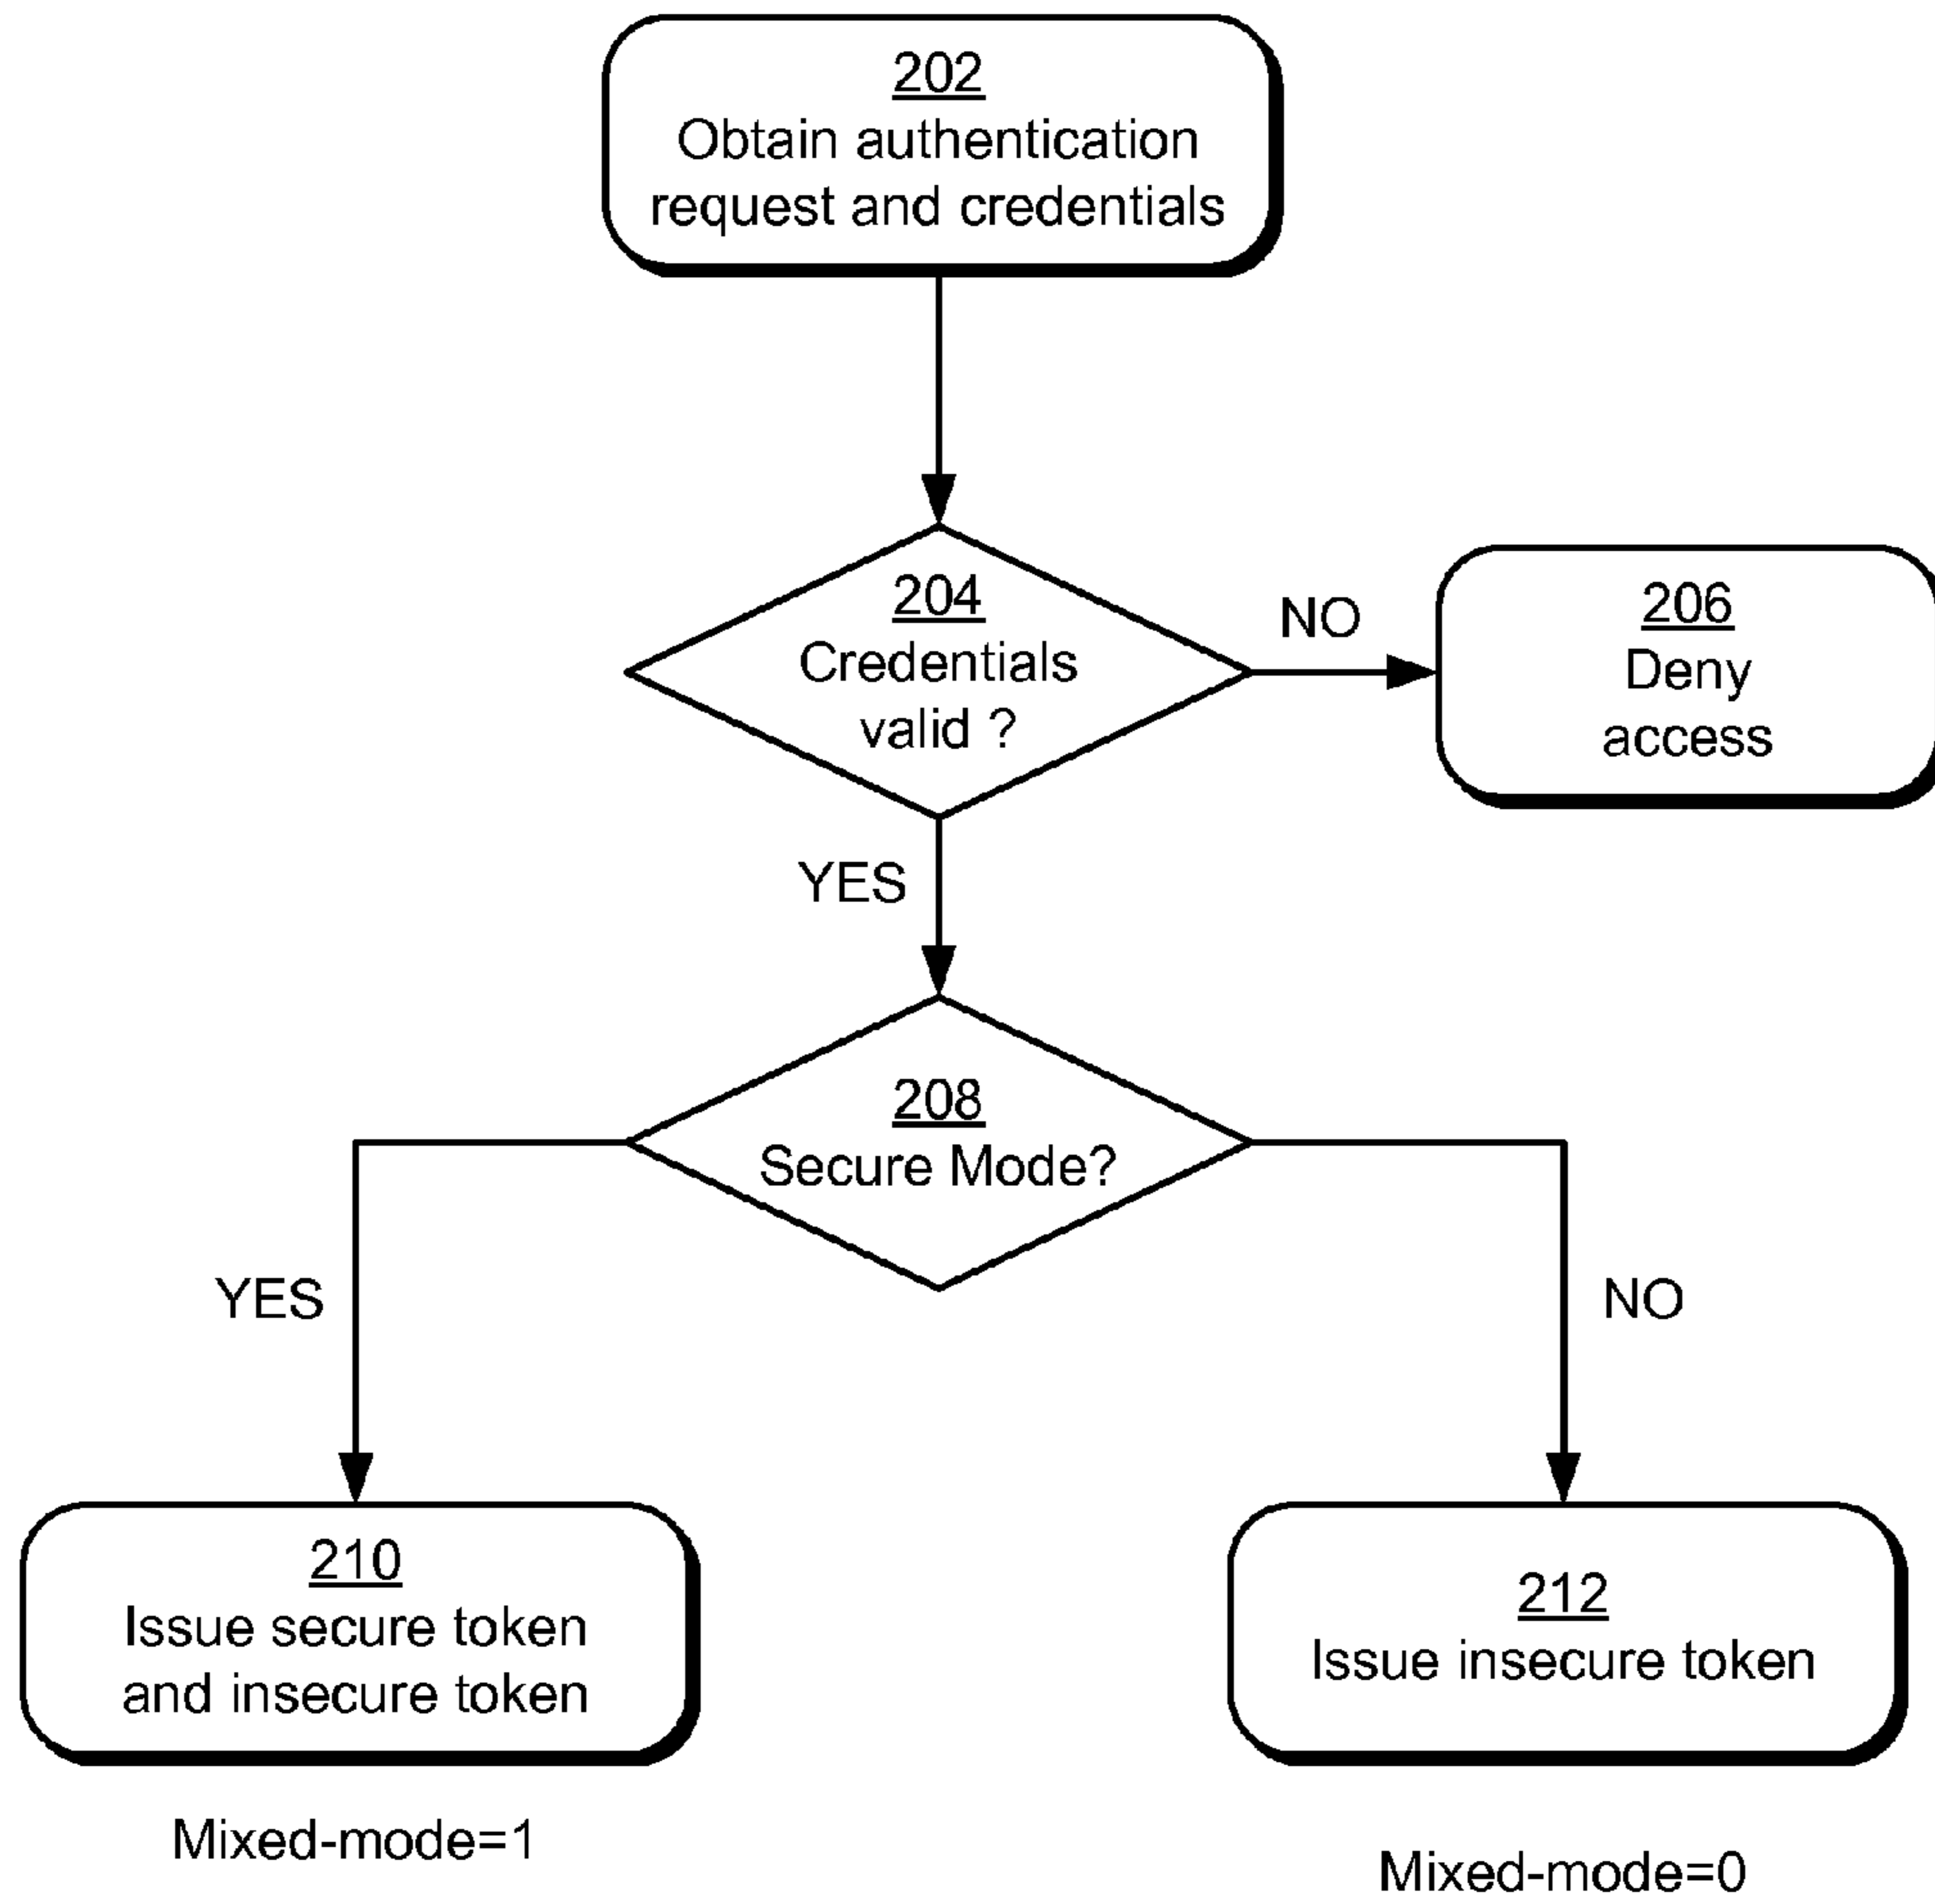 202
Obtain authentication
request and credentials
204
Credentials
valid ?
NO
206
Deny
access
YES
208
Secure Mode?
YES
NO
210
Issue secure token
and insecure token
212
Issue insecure token
Mixed-mode=1
Mixed-mode=0